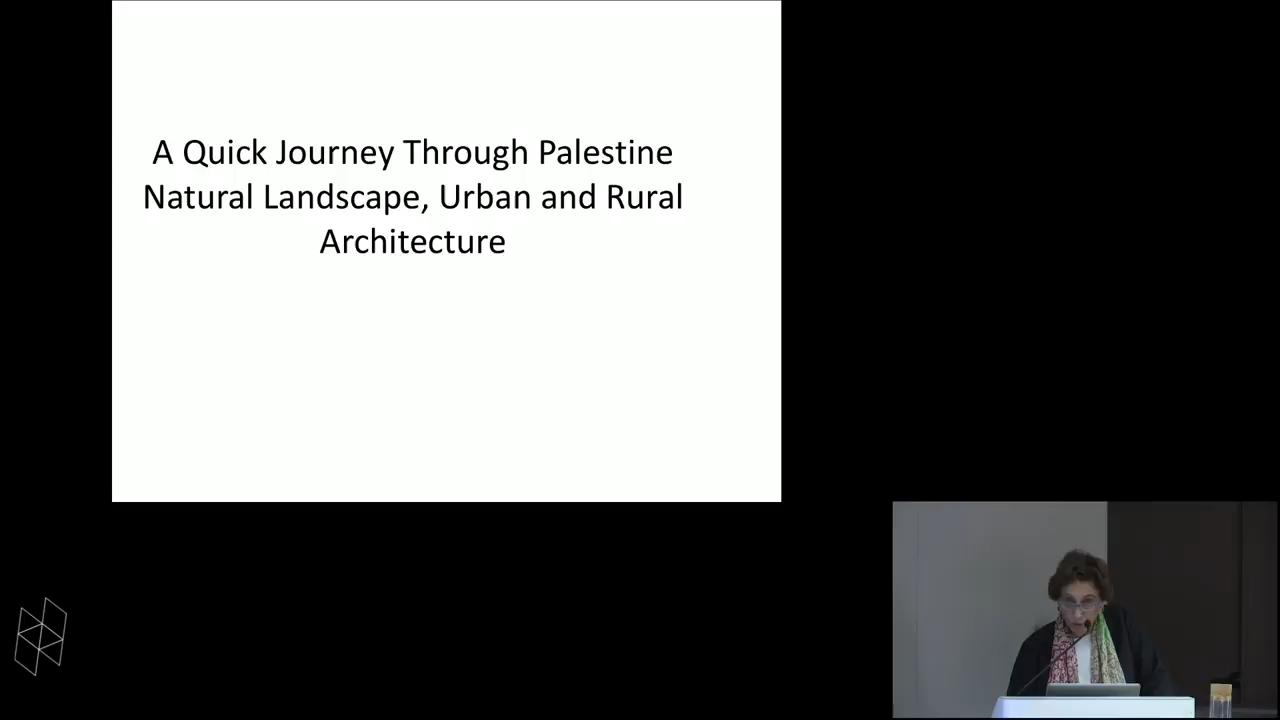 A Quick Journey Through Palestine
Natural Landscape, Urban and Rural
Architecture